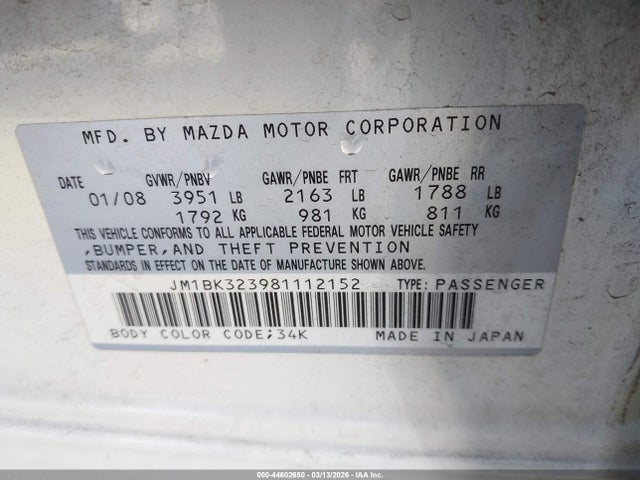 MFD. BY MAZDA MOTOR CORPORATION
DATE GVWR/PNBV GAWR/PNBE FRT GAWR/PNBE RR
01/08 3951 LB 2163 LB 1788 LB
1792 KG 981 KG 811 KG
THIS VEHICLE CONFORMS TO ALL APPLICABLE FEDERAL MOTOR VEHICLE SAFETY
,BUMPER,AND THEFT PREVENTION
STANDARDS IN EFFECT ON THE DATE OF MANUFACTURE SHOWN ABOVE.
JM1BK323981112152 TYPE: PASSENGER
BODY COLOR CODE;34K MADE IN JAPAN
000-44602650 - 03/13/2026 - IAA Inc.